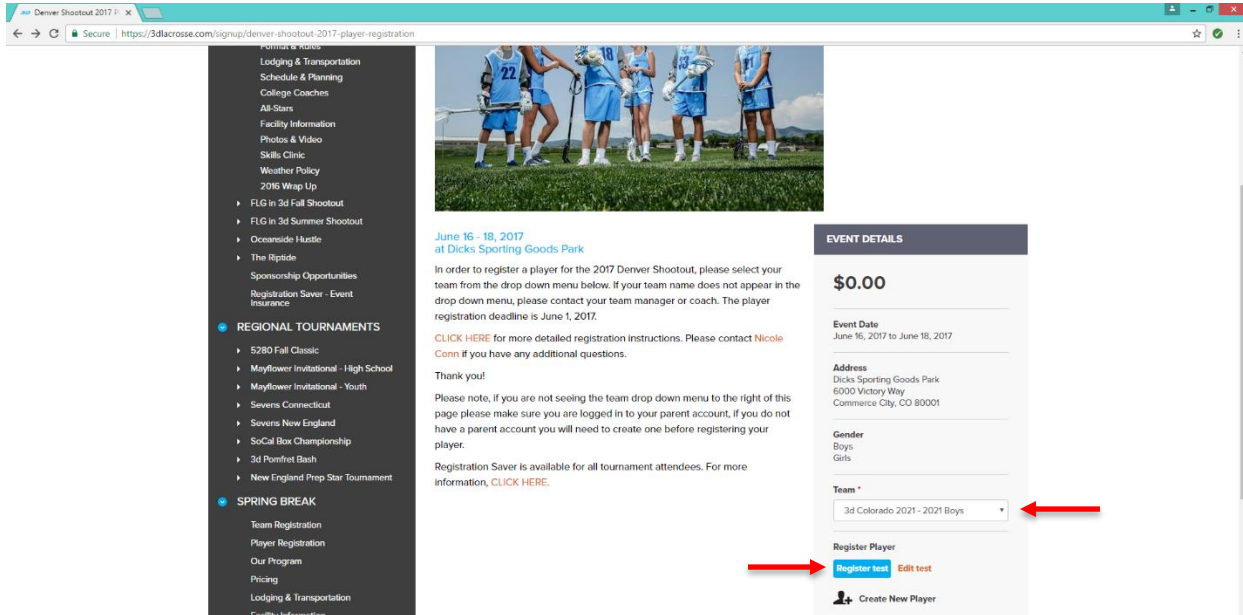 Denver Shootout 2017 P
Secure | https://3dlacrosse.com/signup/denver-shootout-2017-player-registration
Format & Rules
Lodging & Transportation
Schedule & Planning
College Coaches
All-Stars
Facility Information
Photos & Video
Skills Clinic
Weather Policy
2016 Wrap Up
FLG in 3d Fall Shootout
FLG in 3d Summer Shootout
Oceanside Hustle
The Riptide
Sponsorship Opportunities
Registration Saver - Event
Insurance
REGIONAL TOURNAMENTS
5280 Fall Classic
Mayflower Invitational - High School
Mayflower Invitational - Youth
Sevens Connecticut
Sevens New England
SoCal Box Championship
3d Pomfret Bash
New England Prep Star Tournament
SPRING BREAK
Team Registration
Player Registration
Our Program
Pricing
Lodging & Transportation
Facility Information
22
18
13
June 16 - 18, 2017
at Dicks Sporting Goods Park
In order to register a player for the 2017 Denver Shootout, please select your
team from the drop down menu below. If your team name does not appear in the
drop down menu, please contact your team manager or coach. The player
registration deadline is June 1, 2017.
CLICK HERE for more detailed registration instructions. Please contact Nicole
Conn if you have any additional questions.
Thank you!
Please note, if you are not seeing the team drop down menu to the right of this
page please make sure you are logged in to your parent account, if you do not
have a parent account you will need to create one before registering your
player.
Registration Saver is available for all tournament attendees. For more
information, CLICK HERE.
EVENT DETAILS
$0.00
Event Date
June 16, 2017 to June 18, 2017
Address
Dicks Sporting Goods Park
6000 Victory Way
Commerce City, CO 80001
Gender
Boys
Girls
Team *
3d Colorado 2021 - 2021 Boys
Register Player
Register test Edit test
Create New Player